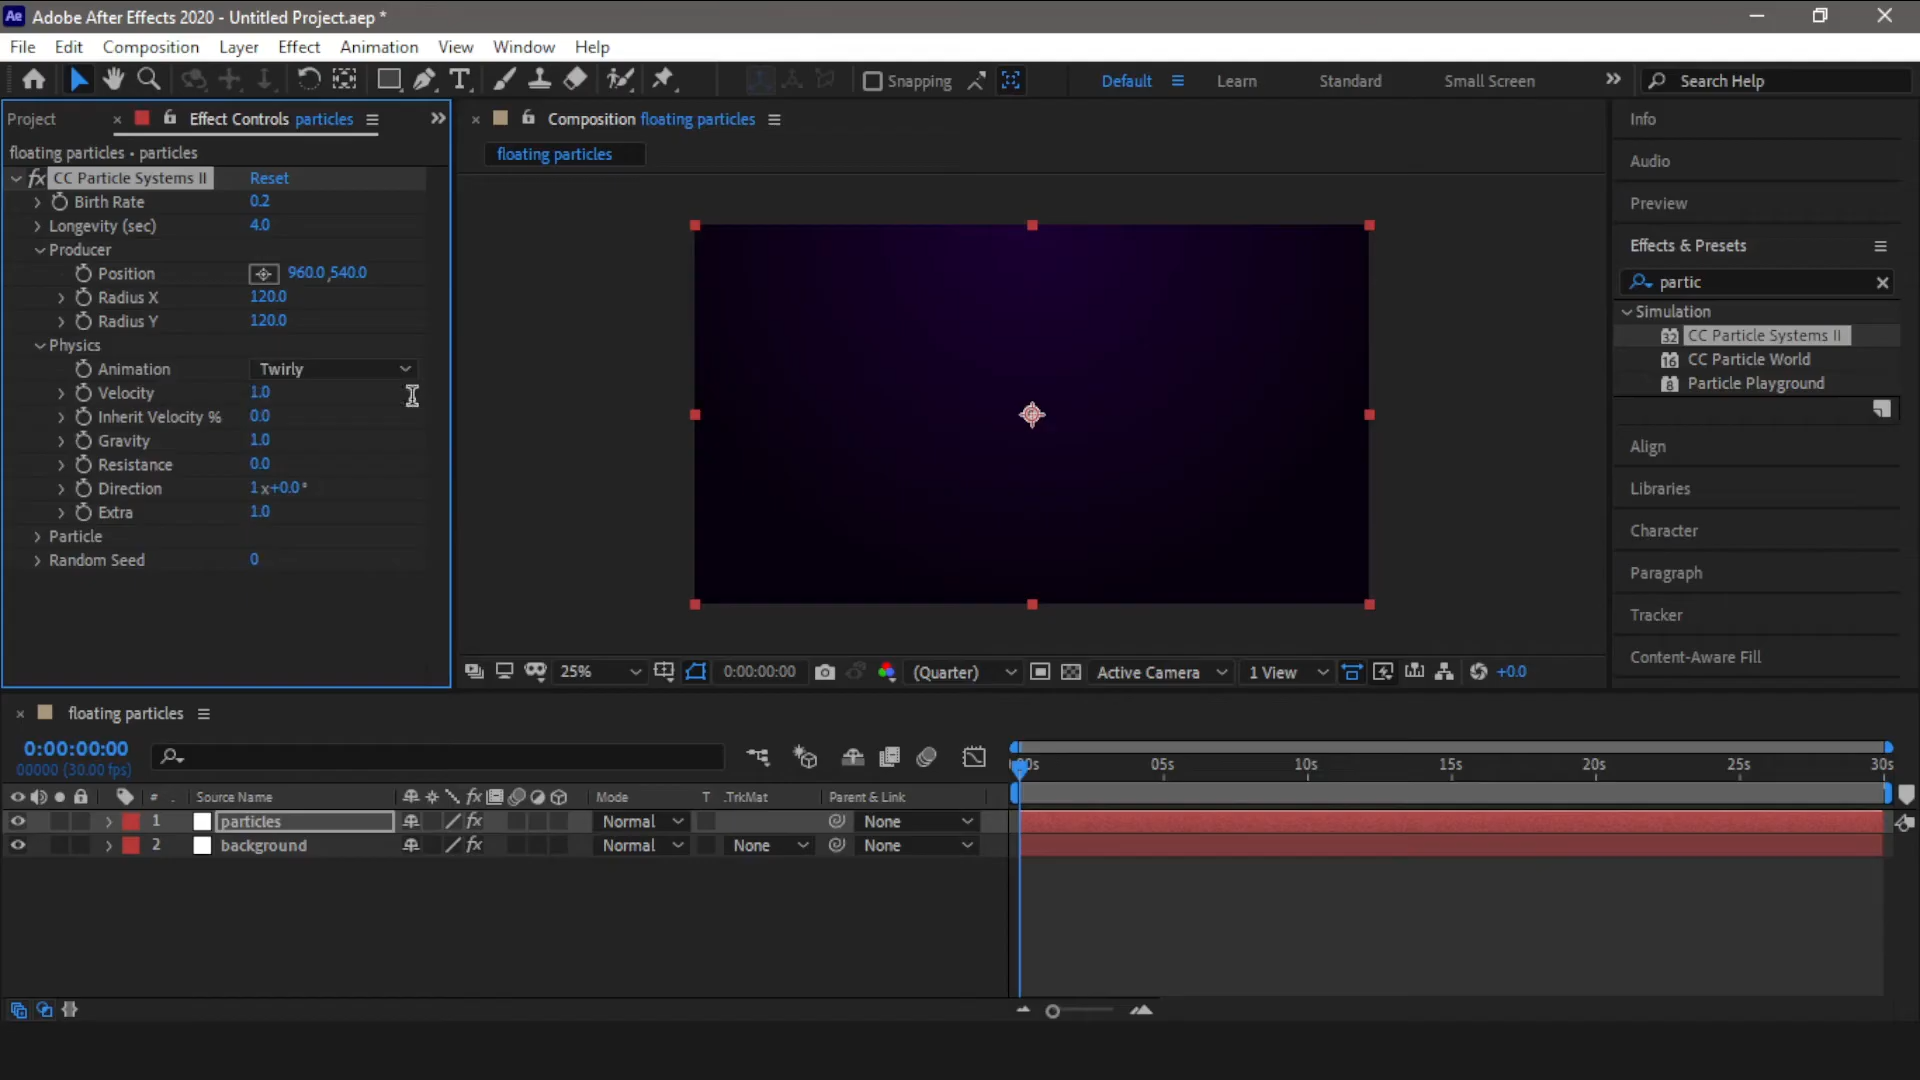 Ae Adobe After Effects 2020 - Untitled Project.aep *
File Edit Composition Layer Effect Animation View Window Help
T Snapping Default Learn Standard Small Screen Search Help
Project Effect Controls particles
floating particles • particles
fx CC Particle Systems II Reset
Birth Rate 0.2
Longevity (sec) 4.0
Producer
Position 960.0,540.0
Radius X 120.0
Radius Y 120.0
Physics
Animation Twirly
Velocity 1.0
Inherit Velocity % 0.0
Gravity 1.0
Resistance 0.0
Direction 1x+0.0°
Extra 1.0
Particle
Random Seed 0
Composition floating particles
floating particles
25% 0:00:00:00 (Quarter) Active Camera 1 View +0.0
Info
Audio
Preview
Effects & Presets
partic
Simulation
32 CC Particle Systems II
16 CC Particle World
8 Particle Playground
Align
Libraries
Character
Paragraph
Tracker
Content-Aware Fill
floating particles
0:00:00:00
00000 (30.00 fps)
05s 10s 15s 20s 25s 30s
# . Source Name fx Mode T .TrkMat Parent & Link
1 particles fx Normal None
2 background fx Normal None None